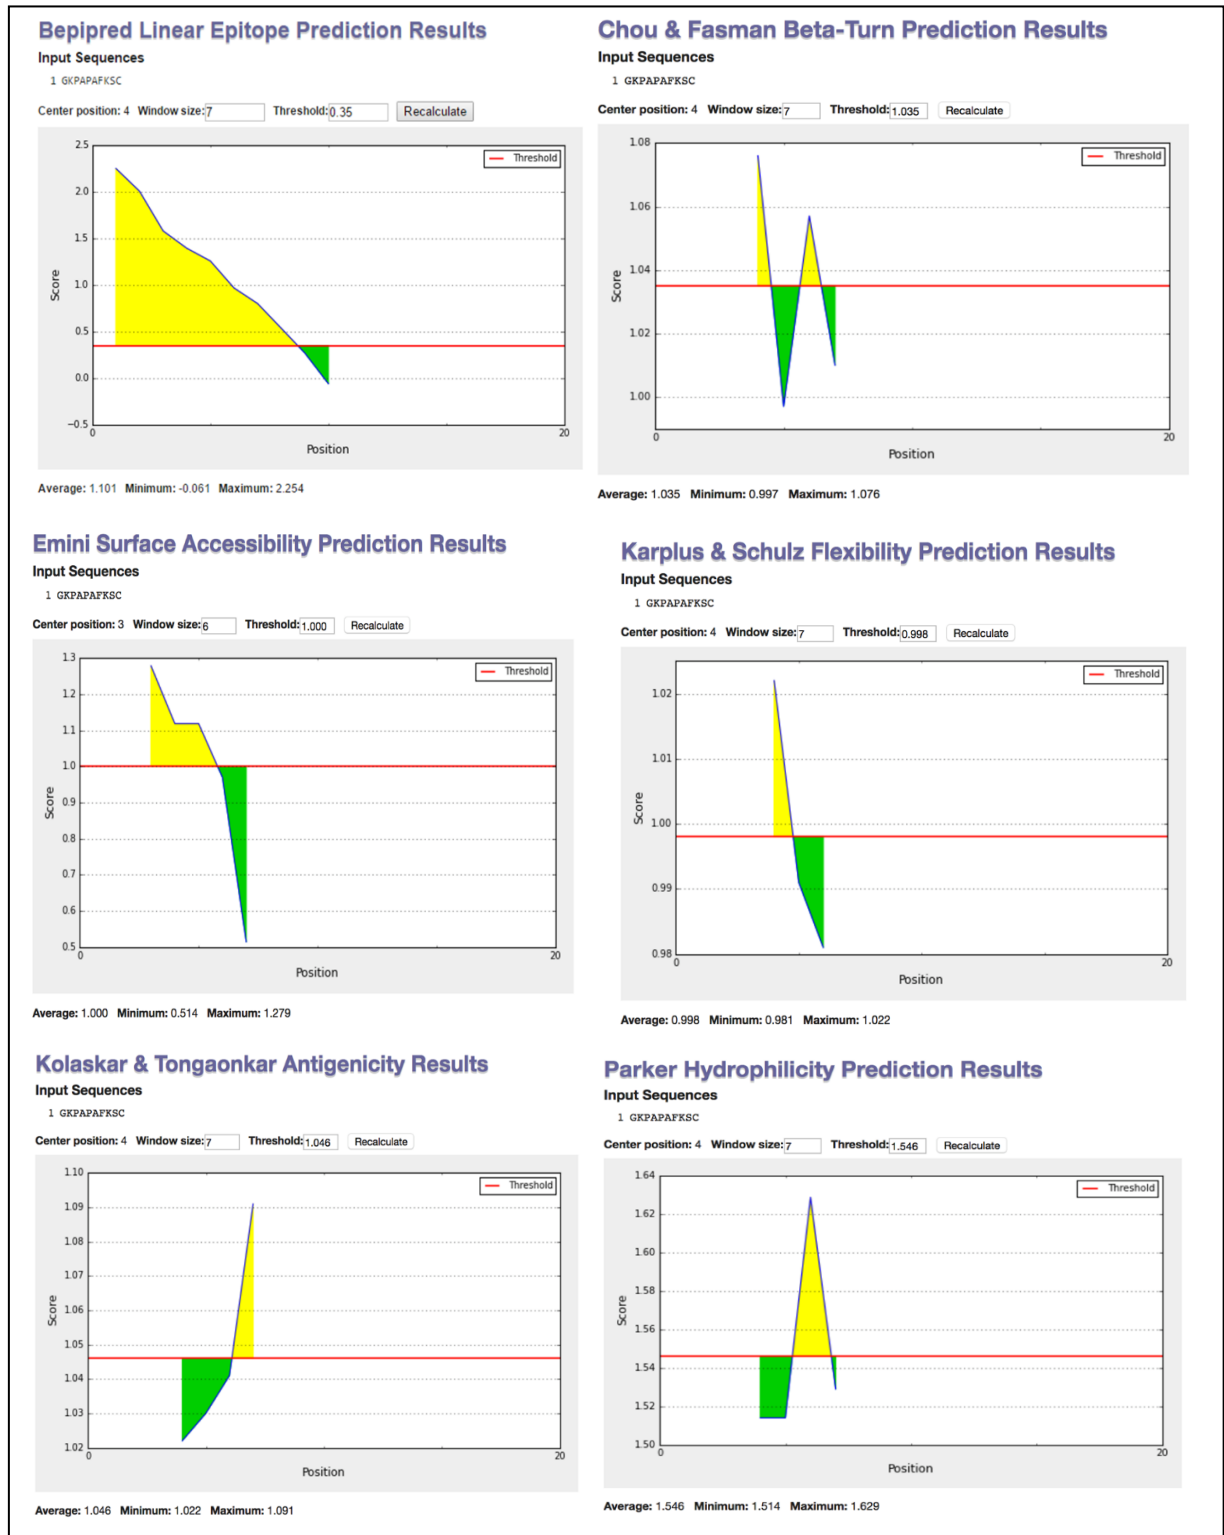 Bepipred Linear Epitope Prediction Results
Input Sequences
1 GKPAPAFKSC
Center position: 4 Window size: 7 Threshold: 0.35 Recalculate
Threshold
2.5
2.0
1.5
1.0
0.5
0.0
−0.5
Score
0 20
Position
Average: 1.101 Minimum: -0.061 Maximum: 2.254
Chou & Fasman Beta-Turn Prediction Results
Input Sequences
1 GKPAPAFKSC
Center position: 4 Window size: 7 Threshold: 1.035 Recalculate
Threshold
1.08
1.06
1.04
1.02
1.00
Score
0 20
Position
Average: 1.035 Minimum: 0.997 Maximum: 1.076
Emini Surface Accessibility Prediction Results
Input Sequences
1 GKPAPAFKSC
Center position: 3 Window size: 6 Threshold: 1.000 Recalculate
Threshold
1.3
1.2
1.1
1.0
0.9
0.8
0.7
0.6
0.5
Score
0 20
Position
Average: 1.000 Minimum: 0.514 Maximum: 1.279
Karplus & Schulz Flexibility Prediction Results
Input Sequences
1 GKPAPAFKSC
Center position: 4 Window size: 7 Threshold: 0.998 Recalculate
Threshold
1.02
1.01
1.00
0.99
0.98
Score
0 20
Position
Average: 0.998 Minimum: 0.981 Maximum: 1.022
Kolaskar & Tongaonkar Antigenicity Results
Input Sequences
1 GKPAPAFKSC
Center position: 4 Window size: 7 Threshold: 1.046 Recalculate
Threshold
1.10
1.09
1.08
1.07
1.06
1.05
1.04
1.03
1.02
Score
0 20
Position
Average: 1.046 Minimum: 1.022 Maximum: 1.091
Parker Hydrophilicity Prediction Results
Input Sequences
1 GKPAPAFKSC
Center position: 4 Window size: 7 Threshold: 1.546 Recalculate
Threshold
1.64
1.62
1.60
1.58
1.56
1.54
1.52
1.50
Score
0 20
Position
Average: 1.546 Minimum: 1.514 Maximum: 1.629